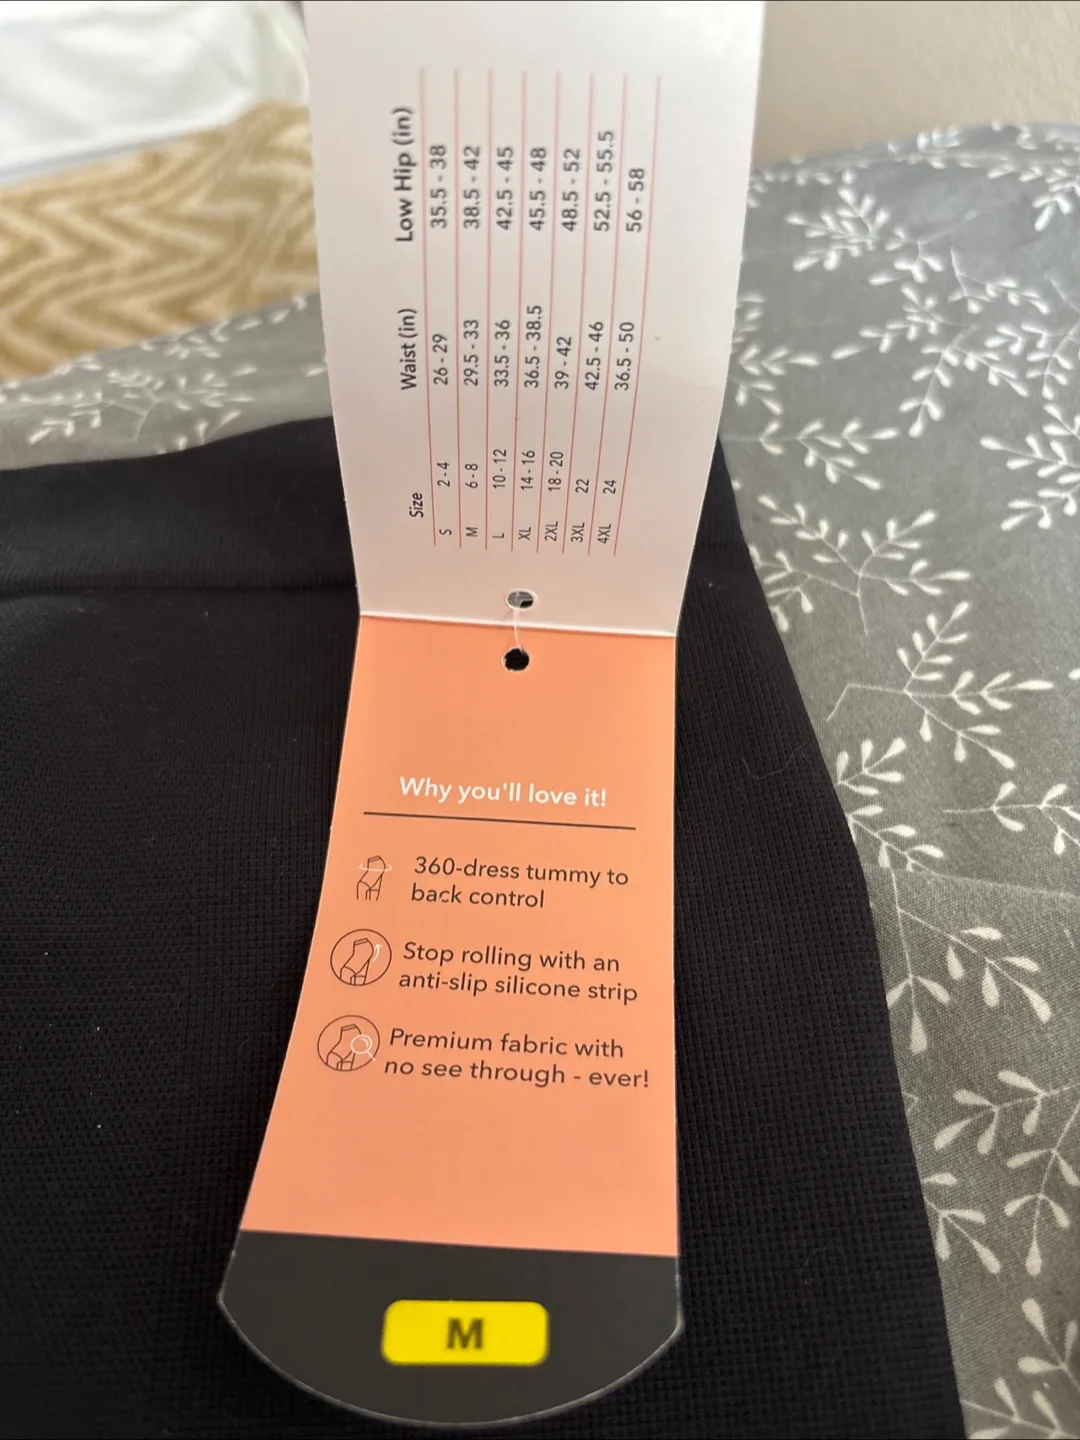 Size Waist (in) Low Hip (in)
S 2-4 26 - 29 35.5 - 38
M 6-8 29.5 - 33 38.5 - 42
L 10-12 33.5 - 36 42.5 - 45
XL 14-16 36.5 - 38.5 45.5 - 48
2XL 18-20 39 - 42 48.5 - 52
3XL 22 42.5 - 46 52.5 - 55.5
4XL 24 36.5 - 50 56 - 58
Why you'll love it!
360-dress tummy to
back control
Stop rolling with an
anti-slip silicone strip
Premium fabric with
no see through - ever!
M